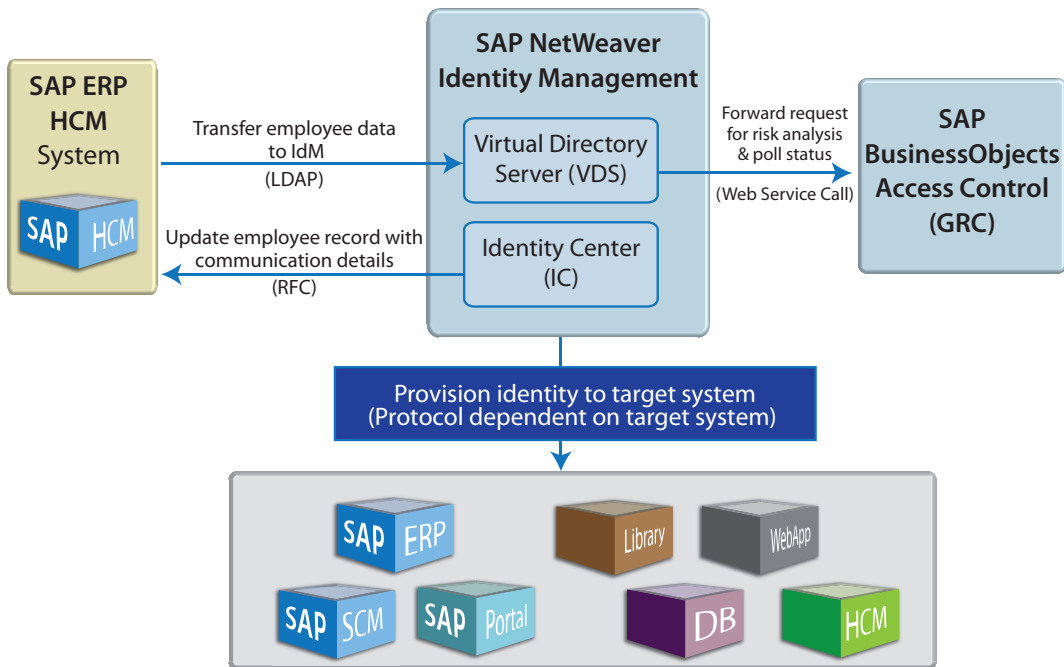 SAP ERP
HCM
System
SAP HCM
Transfer employee data
to IdM
(LDAP)
Update employee record with
communication details
(RFC)
SAP NetWeaver
Identity Management
Virtual Directory
Server (VDS)
Identity Center
(IC)
Forward request
for risk analysis
& poll status
(Web Service Call)
SAP
BusinessObjects
Access Control
(GRC)
Provision identity to target system
(Protocol dependent on target system)
SAP ERP
Library
WebApp
SAP SCM
SAP Portal
DB
HCM